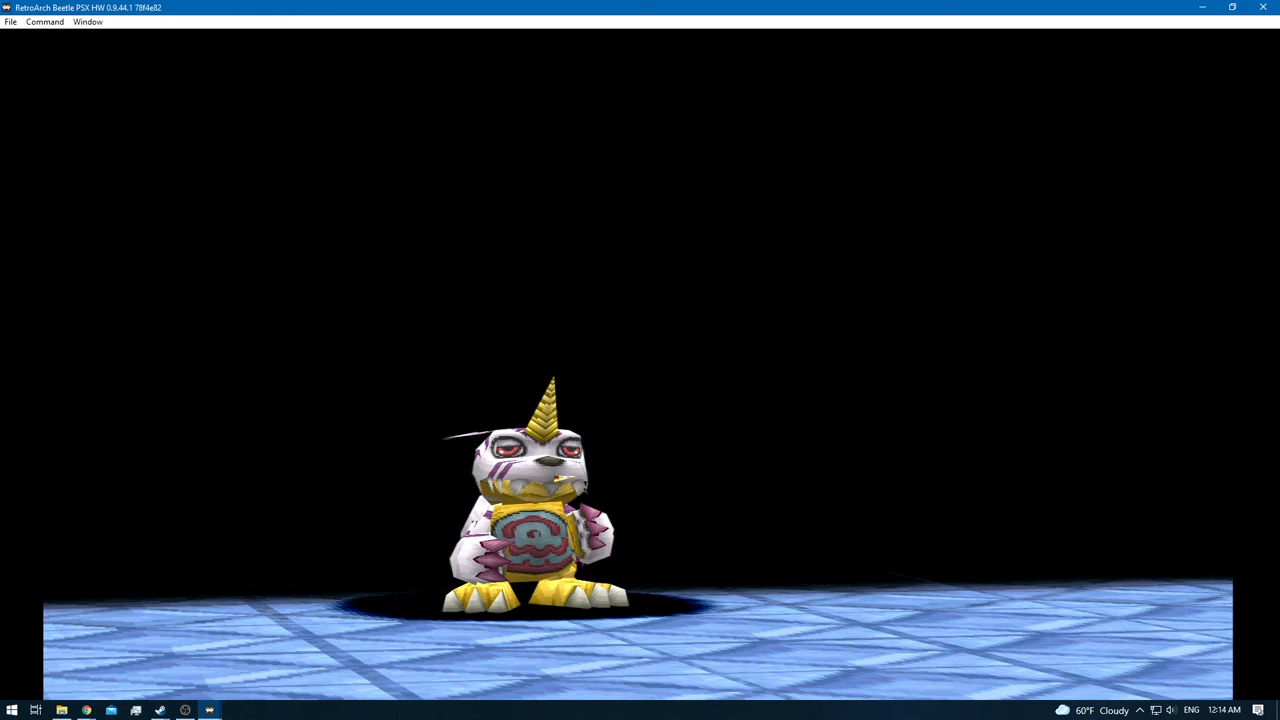 RetroArch Beetle PSX HW 0.9.44.1 78f4e82
File Command Window
60°F Cloudy ENG 12:14 AM